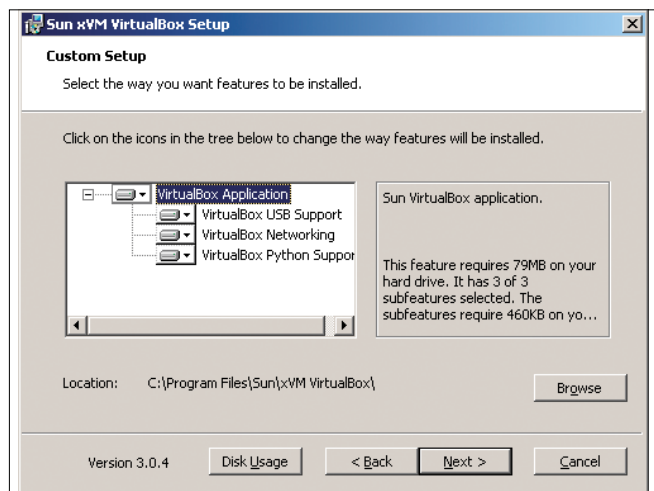 Sun xVM VirtualBox Setup
Custom Setup
Select the way you want features to be installed.
Click on the icons in the tree below to change the way features will be installed.
VirtualBox Application
VirtualBox USB Support
VirtualBox Networking
VirtualBox Python Suppor
Sun VirtualBox application.
This feature requires 79MB on your
hard drive. It has 3 of 3
subfeatures selected. The
subfeatures require 460KB on yo...
Location: C:\Program Files\Sun\xVM VirtualBox\
Browse
Version 3.0.4
Disk Usage
< Back
Next >
Cancel